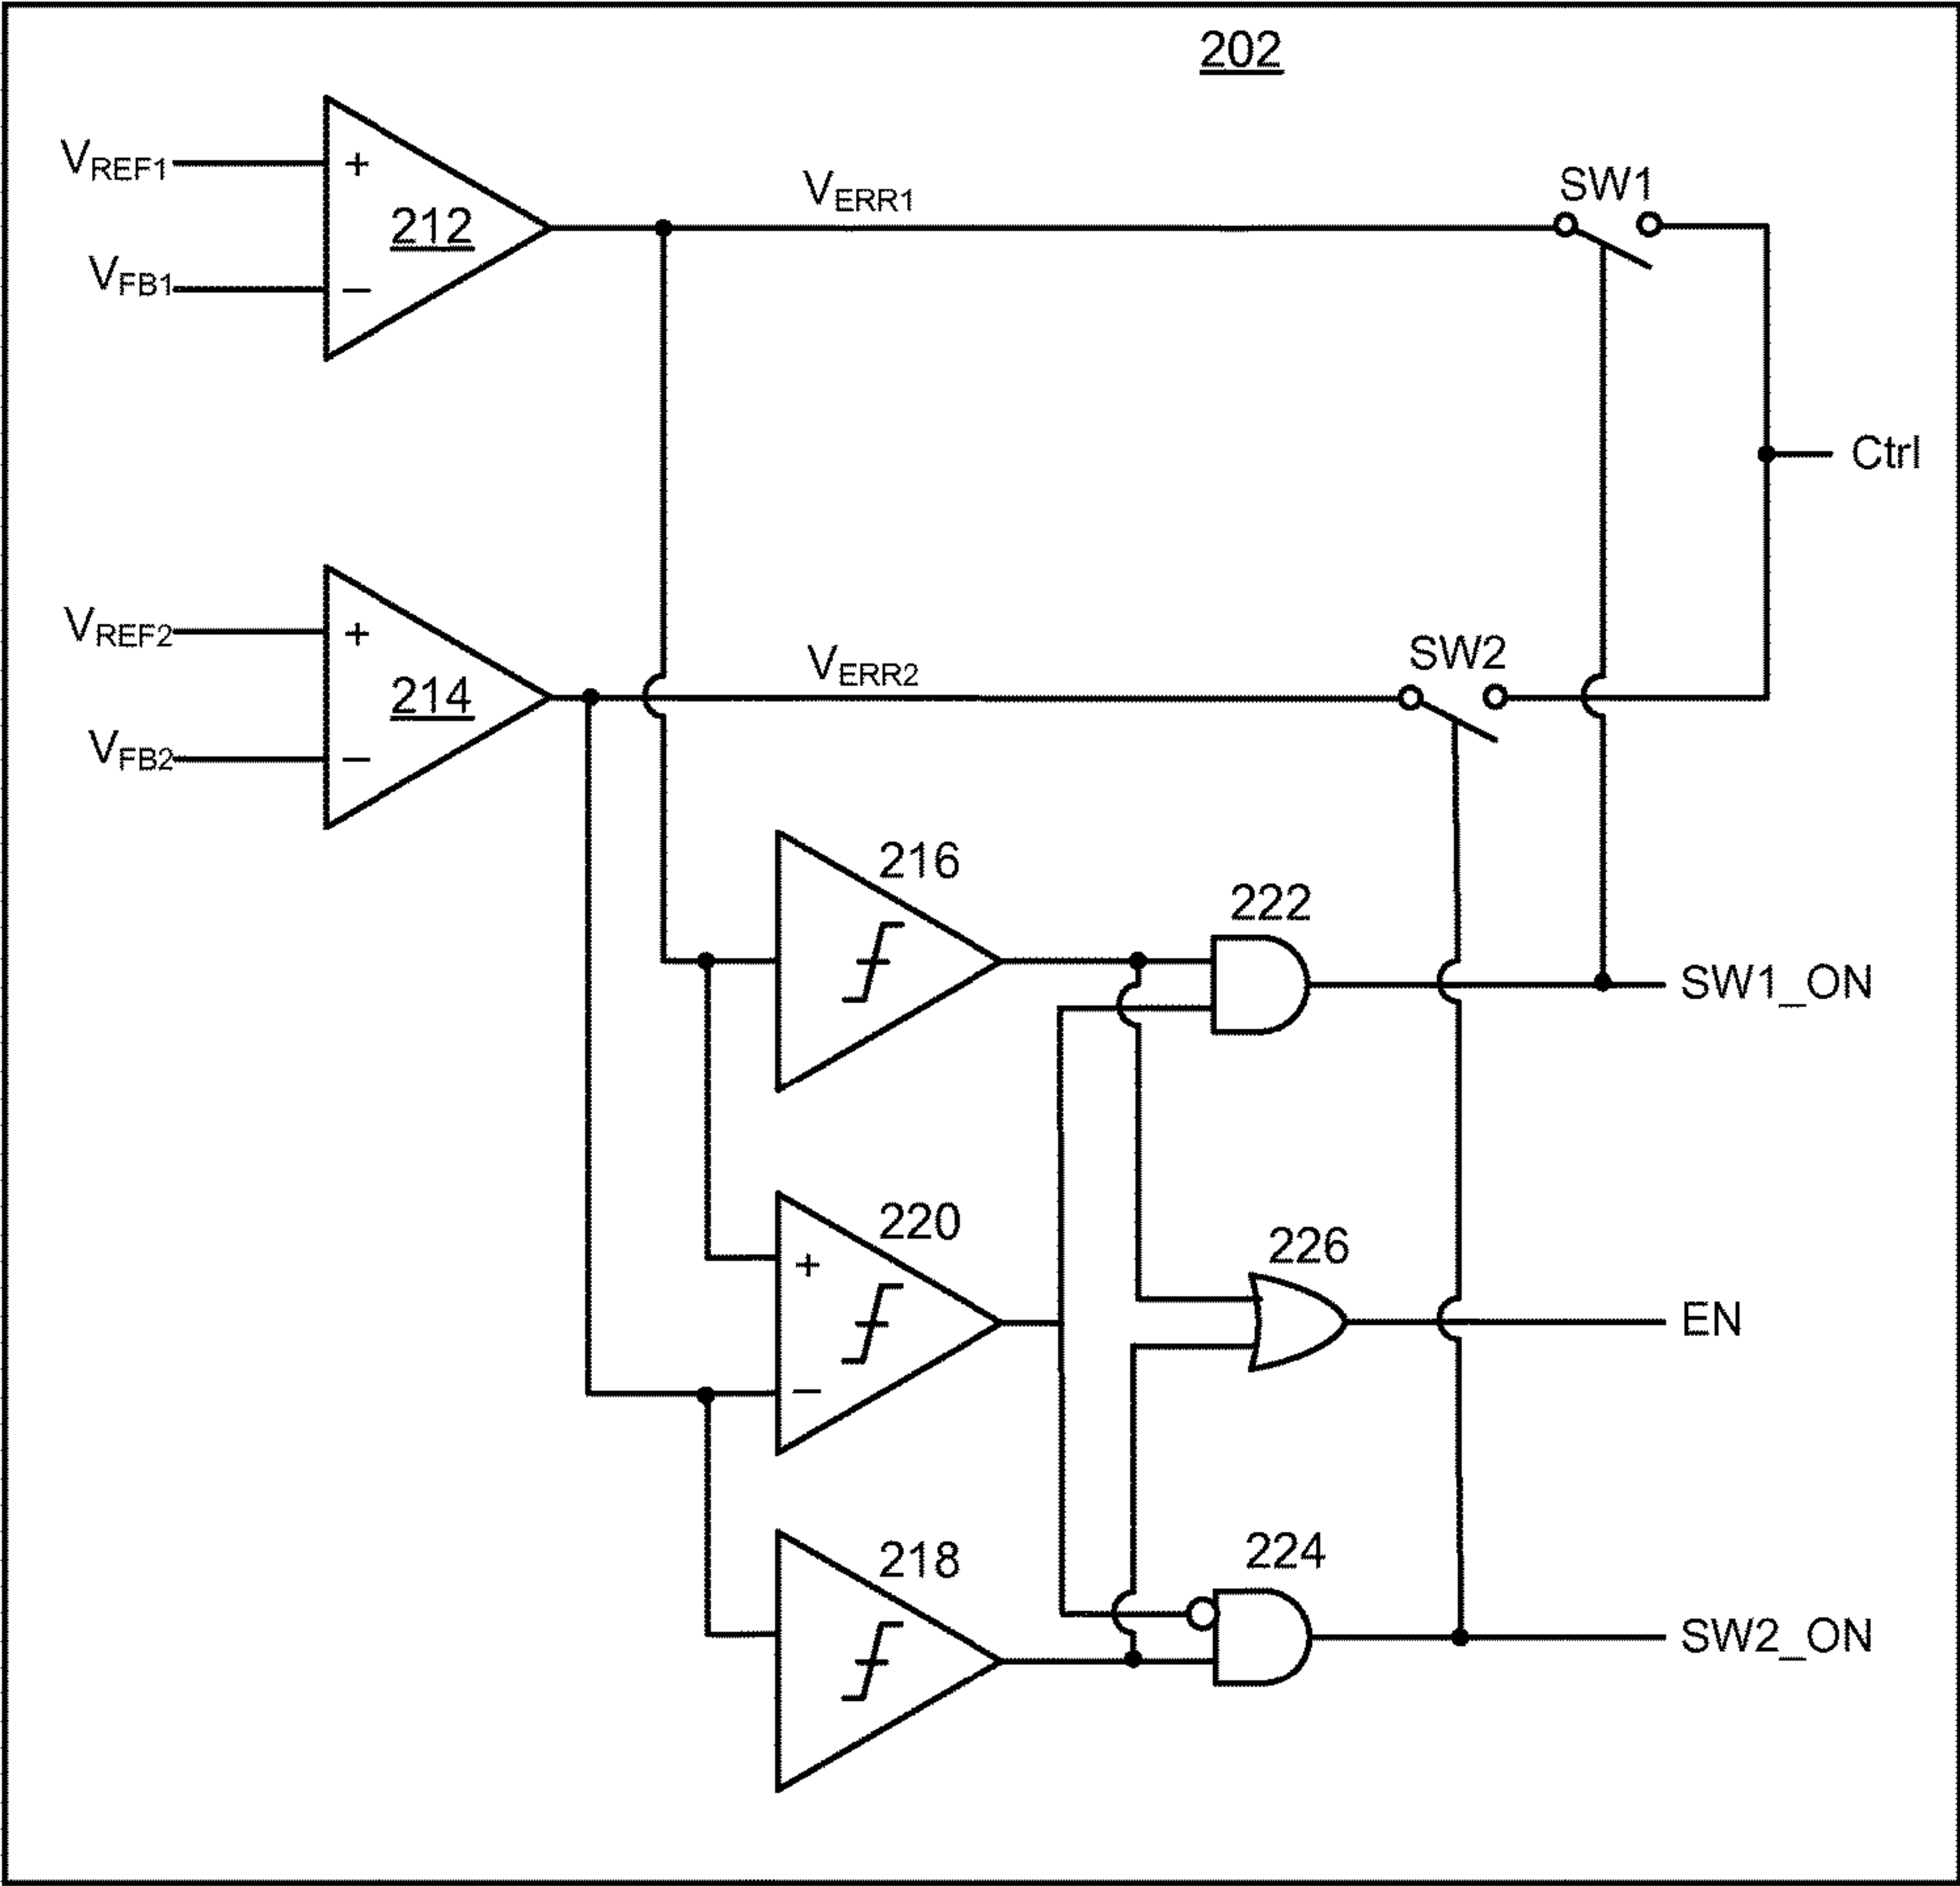 202
VREF1
+
212
VFB1
−
VERR1
SW1
Ctrl
VREF2
+
214
VFB2
−
VERR2
SW2
216
222
SW1_ON
220
+
−
226
EN
218
224
SW2_ON